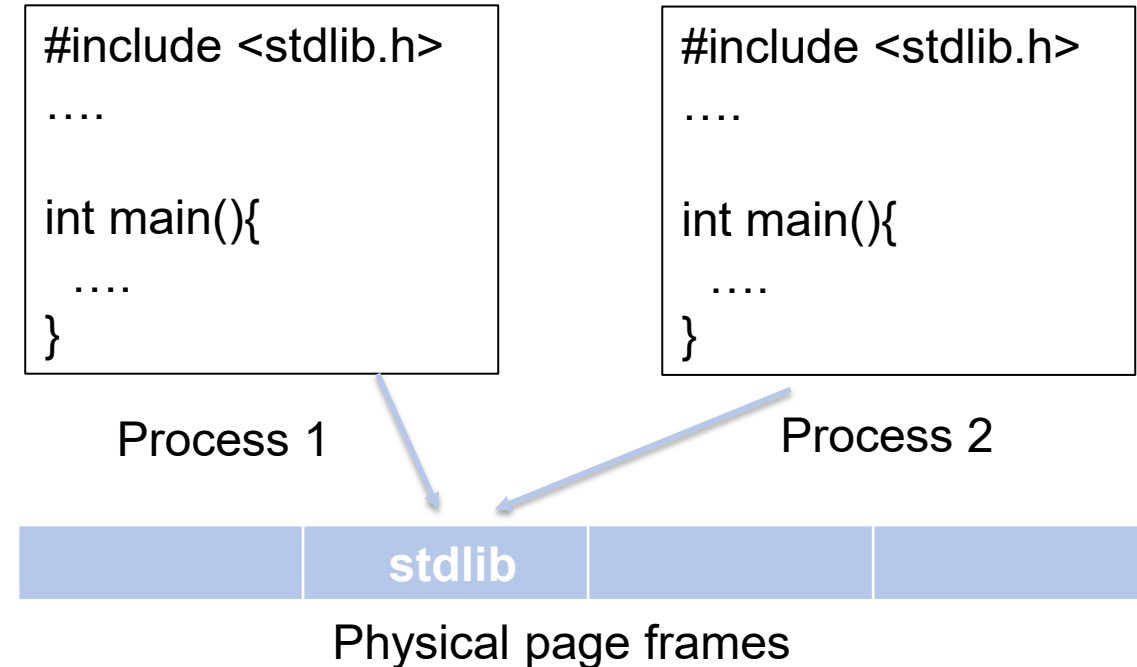 #include <stdlib.h>
….
int main(){
….
}
Process 1
#include <stdlib.h>
….
int main(){
….
}
Process 2
stdlib
Physical page frames